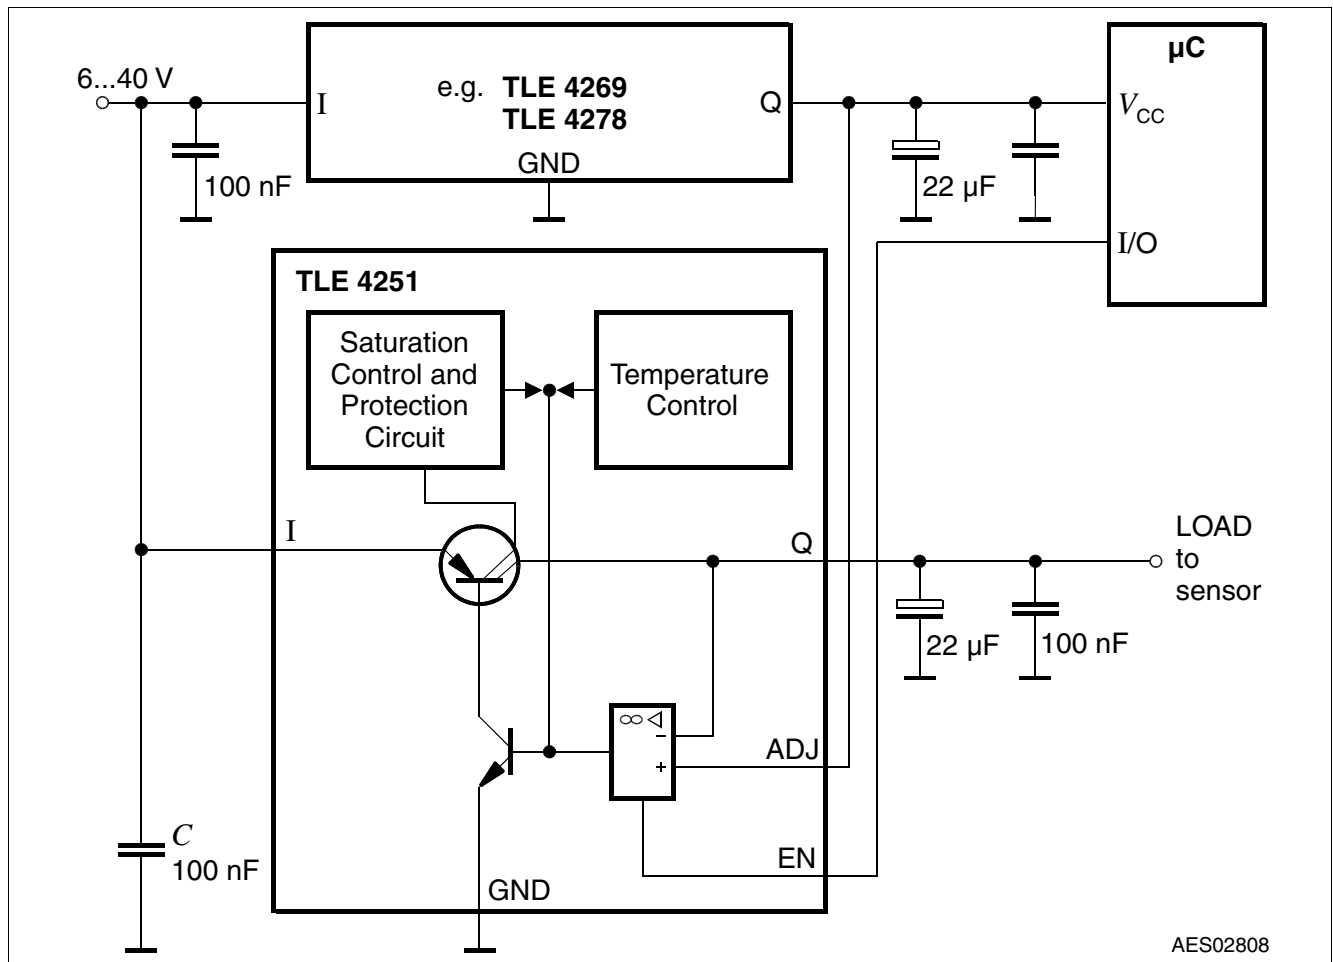 6...40 V
I
e.g. TLE 4269
TLE 4278
Q
GND
100 nF
22 µF
µC
VCC
I/O
TLE 4251
Saturation
Control and
Protection
Circuit
Temperature
Control
I
Q
LOAD
to
sensor
22 µF
100 nF
∞
−
+
ADJ
EN
GND
C
100 nF
AES02808